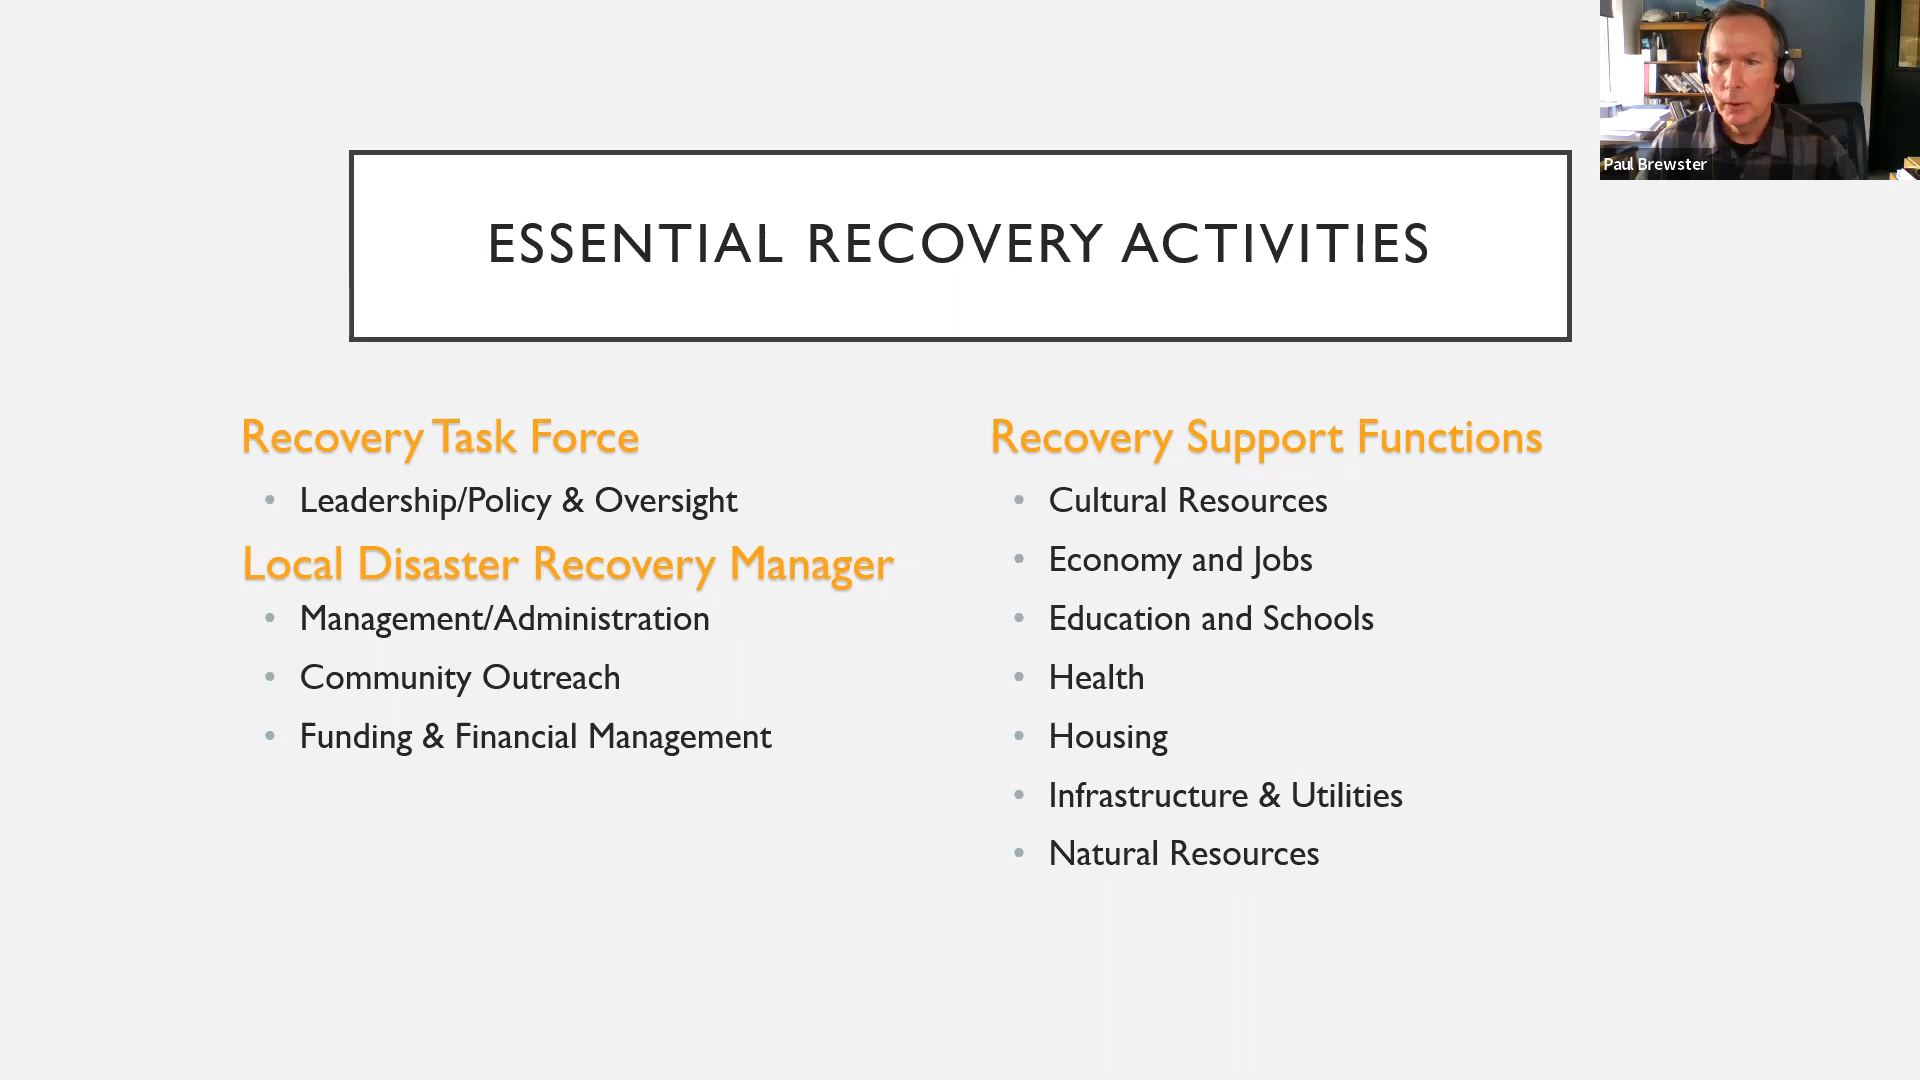 Paul Brewster
ESSENTIAL RECOVERY ACTIVITIES
Recovery Task Force
• Leadership/Policy & Oversight
Local Disaster Recovery Manager
• Management/Administration
• Community Outreach
• Funding & Financial Management
Recovery Support Functions
• Cultural Resources
• Economy and Jobs
• Education and Schools
• Health
• Housing
• Infrastructure & Utilities
• Natural Resources